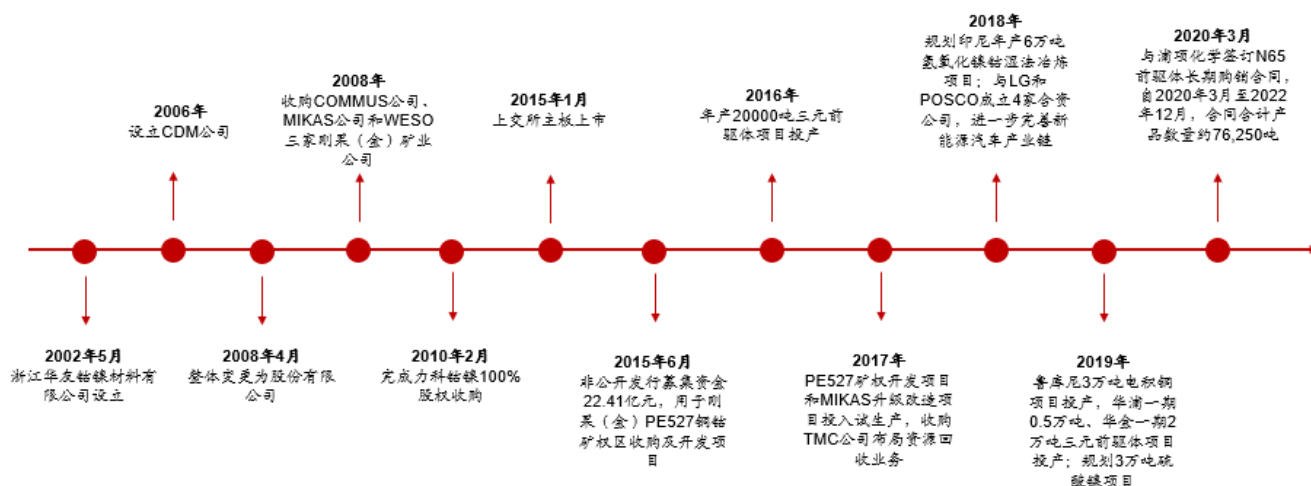 2006年
设立CDM公司
2008年
收购COMMUS公司、
MIKAS公司和WESO
三家刚果（金）矿业
公司
2015年1月
上交所主板上市
2016年
年产20000吨三元前
驱体项目投产
2018年
规划印尼年产6万吨
氢氧化镍钴湿法冶炼
项目；与LG和
POSCO成立4家合资
公司，进一步完善新
能源汽车产业链
2020年3月
与浦项化学签订N65
前驱体长期购销合同，
自2020年3月至2022
年12月，合同合计产
品数量约76,250吨
2002年5月
浙江华友钴镍材料有
限公司设立
2008年4月
整体变更为股份有限
公司
2010年2月
完成力科钴镍100%
股权收购
2015年6月
非公开发行募集资金
22.41亿元，用于刚
果（金）PE527铜钴
矿权区收购及开发项
目
2017年
PE527矿权开发项目
和MIKAS升级改造项
目投入试生产，收购
TMC公司布局资源回
收业务
2019年
鲁库尼3万吨电积铜
项目投产，华浦一期
0.5万吨、华金一期2
万吨三元前驱体项目
投产；规划3万吨硫
酸镍项目